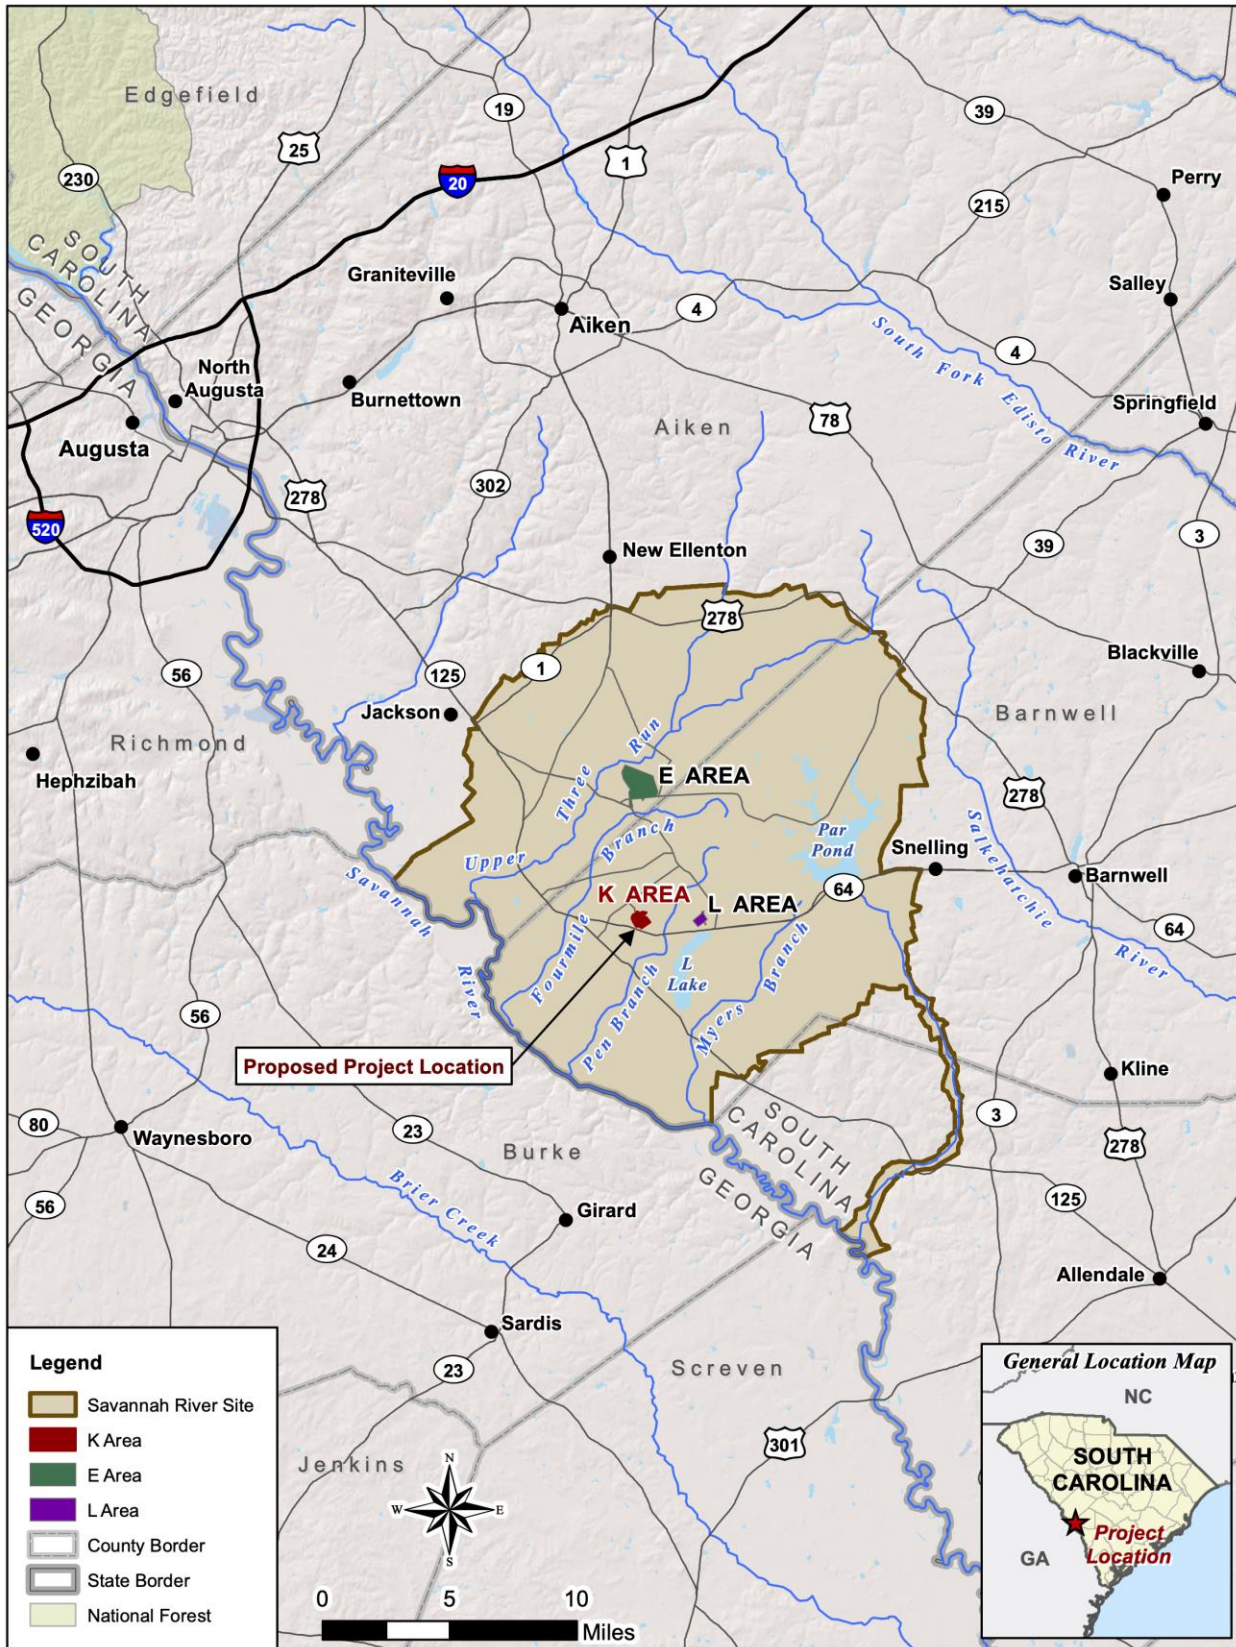 Edgefield
19
39
25
1
230
20
Perry
215
SOUTH
CAROLINA
GEORGIA
Graniteville
Salley
Aiken
4
South Fork Edisto River
4
North
Augusta
Burnettown
Springfield
Augusta
Aiken
78
302
278
520
3
39
New Ellenton
278
Blackville
1
125
56
Jackson
Barnwell
Richmond
Hephzibah
E AREA
Upper Three Run
278
Par
Pond
Snelling
Salkehatchie River
Barnwell
64
K AREA
L AREA
64
Savannah River
Fourmile Branch
L
Lake
Pen Branch
Myers Branch
56
Proposed Project Location
Kline
3
80
Waynesboro
23
SOUTH
CAROLINA
GEORGIA
278
Burke
Brier Creek
56
Girard
125
24
Allendale
Sardis
23
Screven
301
Jenkins
Legend
Savannah River Site
K Area
E Area
L Area
County Border
State Border
National Forest
N
W
E
S
0
5
10
Miles
General Location Map
NC
SOUTH
CAROLINA
GA
Project
Location